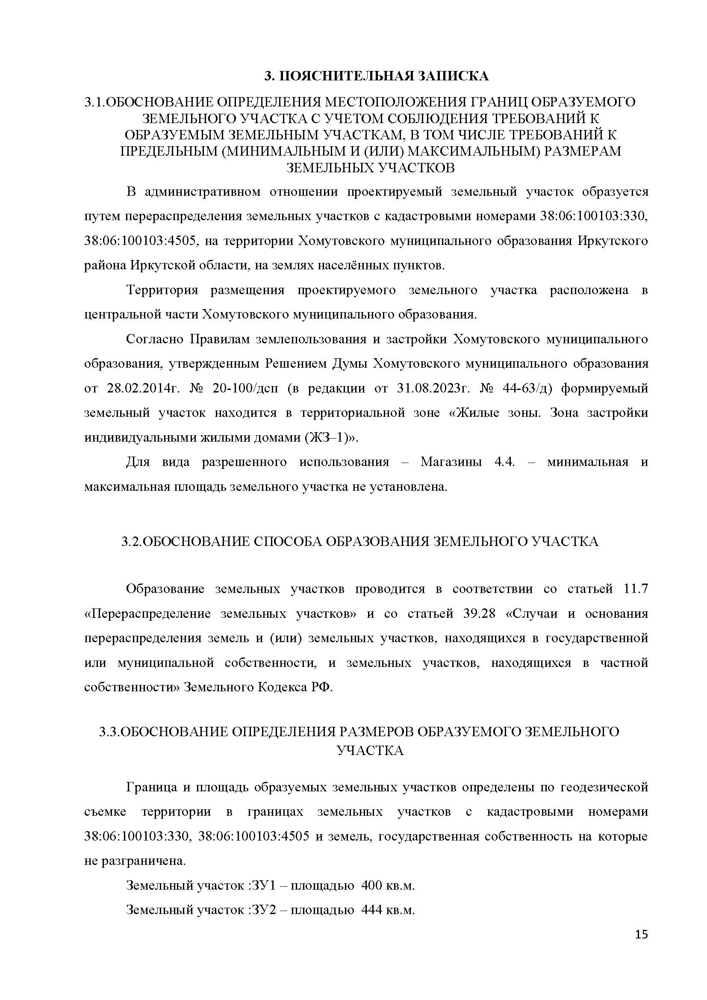 3. ПОЯСНИТЕЛЬНАЯ ЗАПИСКА
3.1.ОБОСНОВАНИЕ ОПРЕДЕЛЕНИЯ МЕСТОПОЛОЖЕНИЯ ГРАНИЦ ОБРАЗУЕМОГО
ЗЕМЕЛЬНОГО УЧАСТКА С УЧЕТОМ СОБЛЮДЕНИЯ ТРЕБОВАНИЙ К
ОБРАЗУЕМЫМ ЗЕМЕЛЬНЫМ УЧАСТКАМ, В ТОМ ЧИСЛЕ ТРЕБОВАНИЙ К
ПРЕДЕЛЬНЫМ (МИНИМАЛЬНЫМ И (ИЛИ) МАКСИМАЛЬНЫМ) РАЗМЕРАМ
ЗЕМЕЛЬНЫХ УЧАСТКОВ
В административном отношении проектируемый земельный участок образуется
путем перераспределения земельных участков с кадастровыми номерами 38:06:100103:330,
38:06:100103:4505, на территории Хомутовского муниципального образования Иркутского
района Иркутской области, на землях населённых пунктов.
Территория размещения проектируемого земельного участка расположена в
центральной части Хомутовского муниципального образования.
Согласно Правилам землепользования и застройки Хомутовского муниципального
образования, утвержденным Решением Думы Хомутовского муниципального образования
от 28.02.2014г. № 20-100/дсп (в редакции от 31.08.2023г. № 44-63/д) формируемый
земельный участок находится в территориальной зоне «Жилые зоны. Зона застройки
индивидуальными жилыми домами (ЖЗ–1)».
Для вида разрешенного использования – Магазины 4.4. – минимальная и
максимальная площадь земельного участка не установлена.
3.2.ОБОСНОВАНИЕ СПОСОБА ОБРАЗОВАНИЯ ЗЕМЕЛЬНОГО УЧАСТКА
Образование земельных участков проводится в соответствии со статьей 11.7
«Перераспределение земельных участков» и со статьей 39.28 «Случаи и основания
перераспределения земель и (или) земельных участков, находящихся в государственной
или муниципальной собственности, и земельных участков, находящихся в частной
собственности» Земельного Кодекса РФ.
3.3.ОБОСНОВАНИЕ ОПРЕДЕЛЕНИЯ РАЗМЕРОВ ОБРАЗУЕМОГО ЗЕМЕЛЬНОГО
УЧАСТКА
Граница и площадь образуемых земельных участков определены по геодезической
съемке территории в границах земельных участков с кадастровыми номерами
38:06:100103:330, 38:06:100103:4505 и земель, государственная собственность на которые
не разграничена.
Земельный участок :ЗУ1 – площадью 400 кв.м.
Земельный участок :ЗУ2 – площадью 444 кв.м.
15